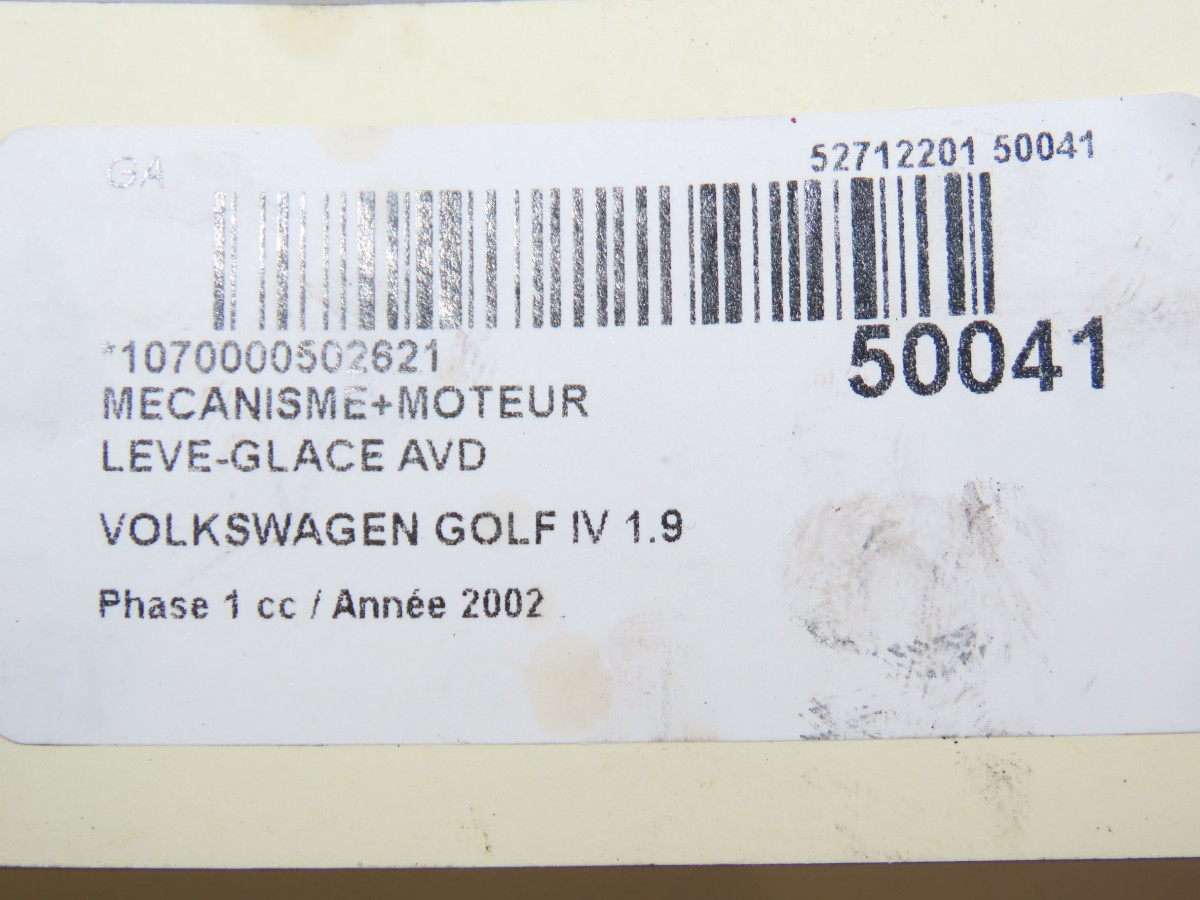 GA
52712201 50041
*1070000502621
50041
MECANISME+MOTEUR
LEVE-GLACE AVD
VOLKSWAGEN GOLF IV 1.9
Phase 1 cc / Année 2002